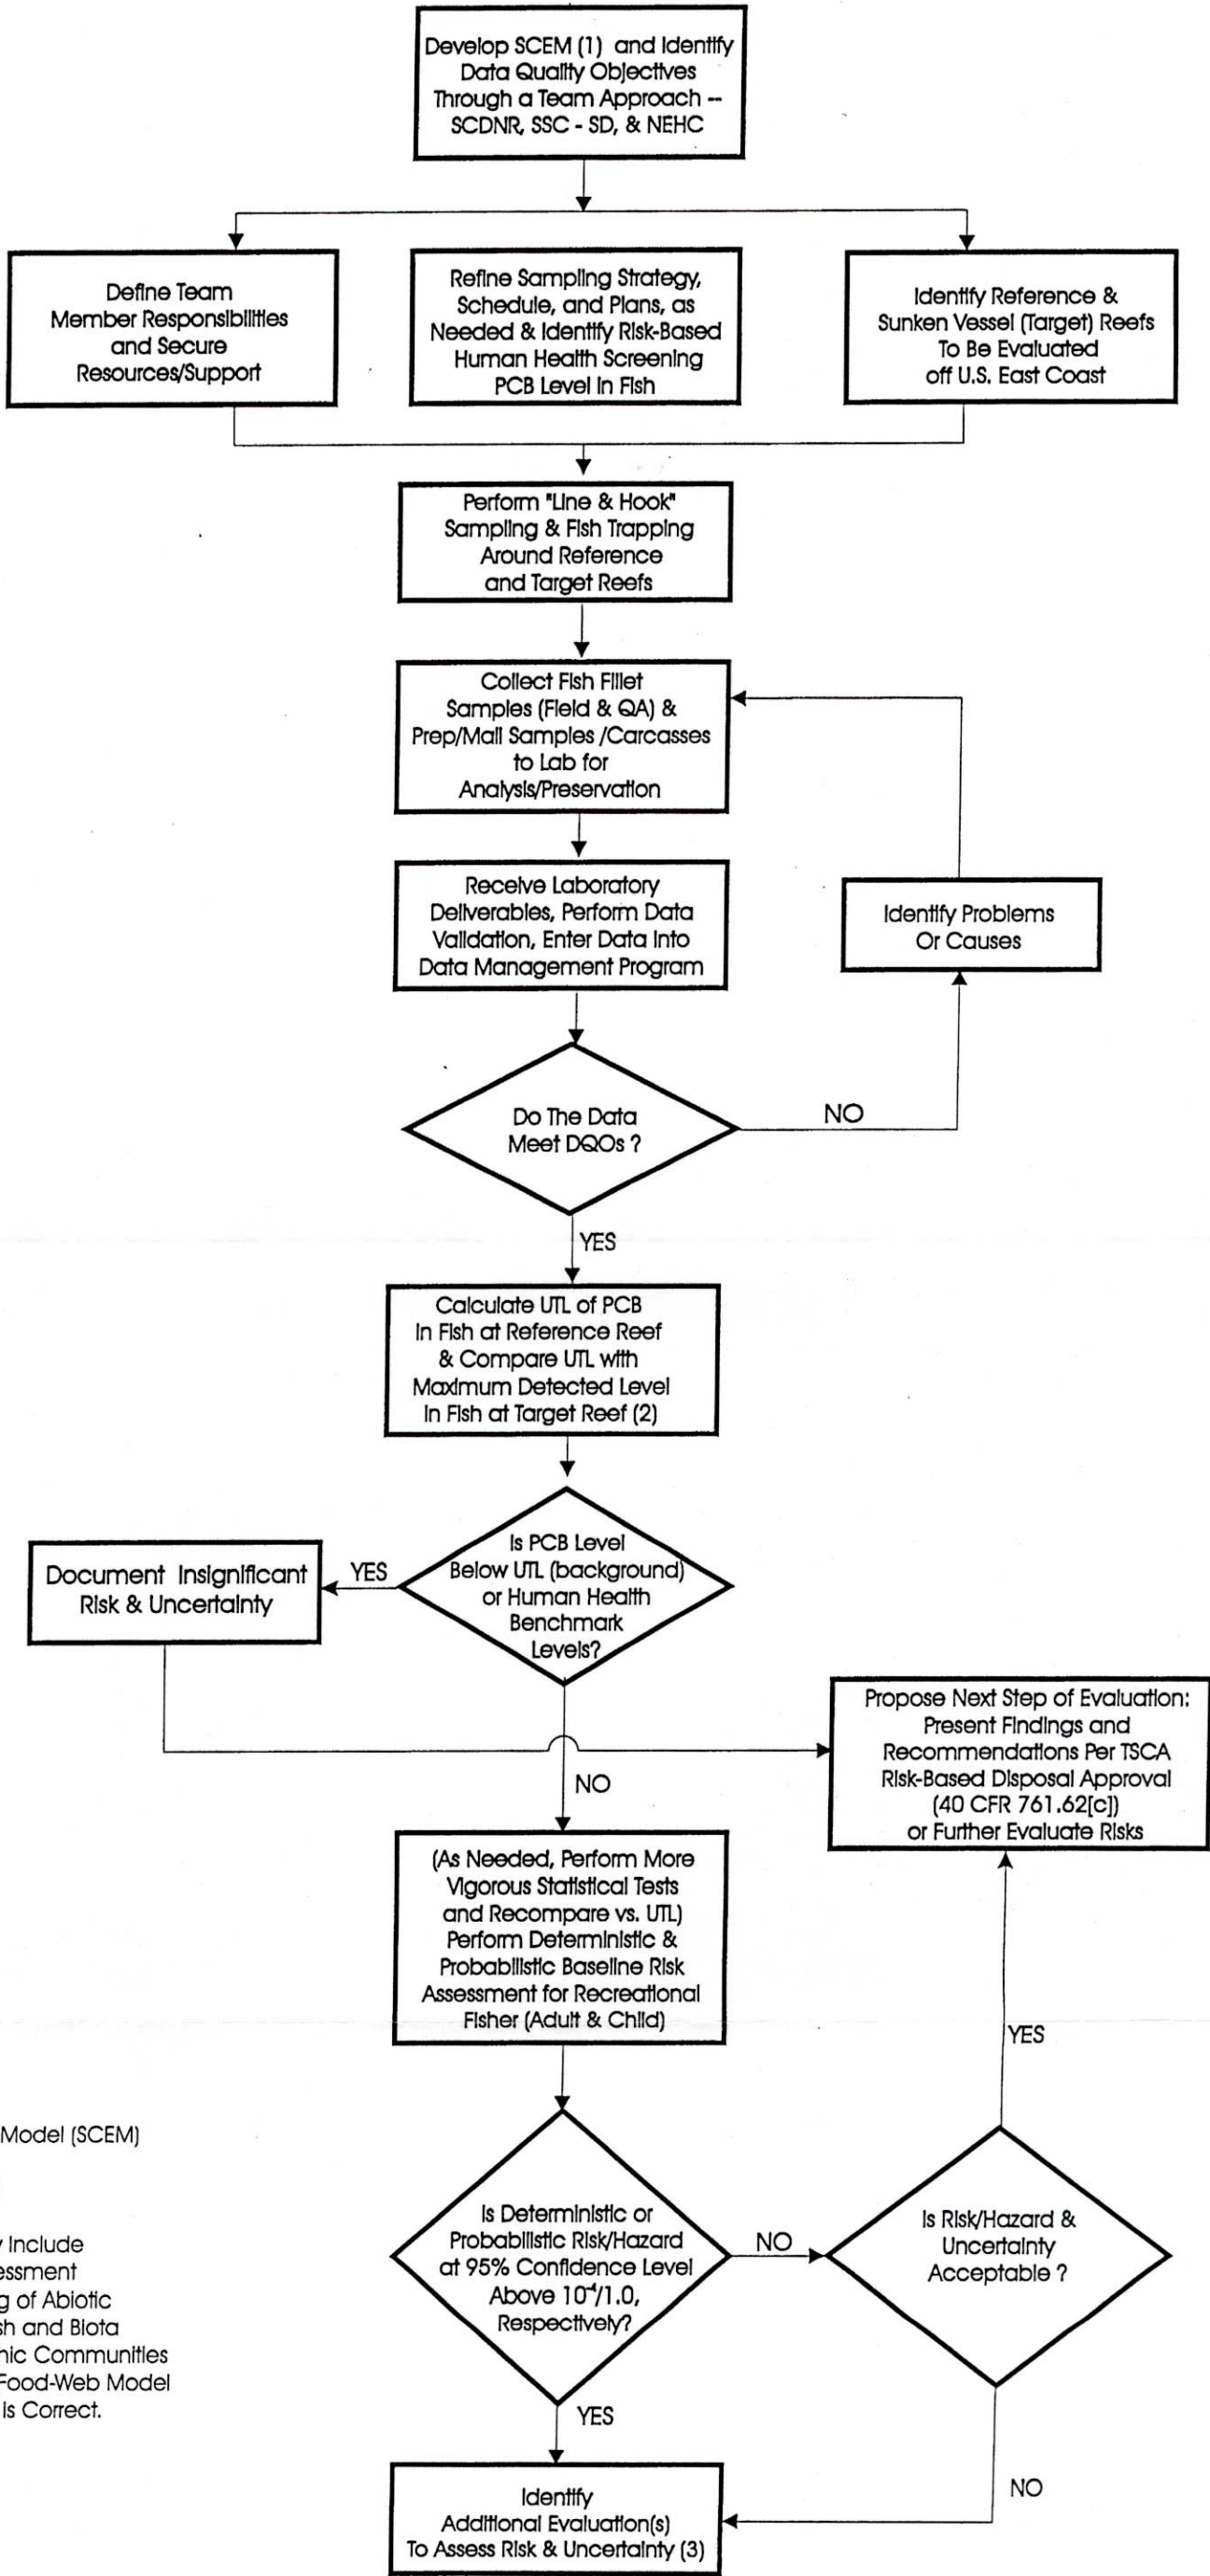 Develop SCEM (1) and Identify
Data Quality Objectives
Through a Team Approach --
SCDNR, SSC - SD, & NEHC
Define Team
Member Responsibilities
and Secure
Resources/Support
Refine Sampling Strategy,
Schedule, and Plans, as
Needed & Identify Risk-Based
Human Health Screening
PCB Level in Fish
Identify Reference &
Sunken Vessel (Target) Reefs
To Be Evaluated
off U.S. East Coast
Perform "Line & Hook"
Sampling & Fish Trapping
Around Reference
and Target Reefs
Collect Fish Fillet
Samples (Field & QA) &
Prep/Mail Samples /Carcasses
to Lab for
Analysis/Preservation
Receive Laboratory
Deliverables, Perform Data
Validation, Enter Data Into
Data Management Program
Identify Problems
Or Causes
Do The Data
Meet DQOs ?
NO
YES
Calculate UTL of PCB
In Fish at Reference Reef
& Compare UTL with
Maximum Detected Level
In Fish at Target Reef (2)
Is PCB Level
Below UTL (background)
or Human Health
Benchmark
Levels?
YES
Document Insignificant
Risk & Uncertainty
NO
Propose Next Step of Evaluation:
Present Findings and
Recommendations Per TSCA
Risk-Based Disposal Approval
(40 CFR 761.62[c])
or Further Evaluate Risks
(As Needed, Perform More
Vigorous Statistical Tests
and Recompare vs. UTL)
Perform Deterministic &
Probabilistic Baseline Risk
Assessment for Recreational
Fisher (Adult & Child)
YES
Is Deterministic or
Probabilistic Risk/Hazard
at 95% Confidence Level
Above 10⁻⁴/1.0,
Respectively?
NO
Is Risk/Hazard &
Uncertainty
Acceptable ?
YES
NO
Identify
Additional Evaluation(s)
To Assess Risk & Uncertainty (3)
Model (SCEM)
Include
of Abiotic
and Biota
Communities
Food-Web Model
is Correct.